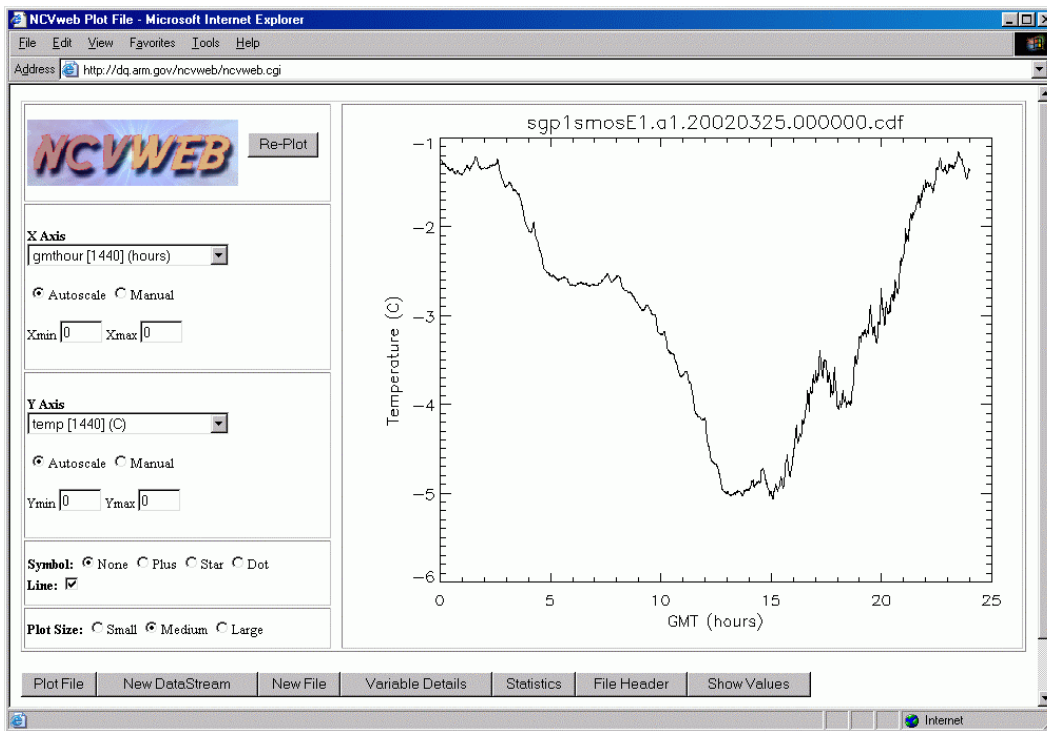 NCVweb Plot File - Microsoft Internet Explorer
File Edit View Favorites Tools Help
Address http://dq.arm.gov/ncvweb/ncvweb.cgi
NCVWEB
Re-Plot
X Axis
gmthour [1440] (hours)
Autoscale Manual
Xmin 0 Xmax 0
Y Axis
temp [1440] (C)
Autoscale Manual
Ymin 0 Ymax 0
Symbol: None Plus Star Dot
Line:
Plot Size: Small Medium Large
sgp1smosE1.a1.20020325.000000.cdf
-1
-2
-3
-4
-5
-6
Temperature (C)
0 5 10 15 20 25
GMT (hours)
Plot File New DataStream New File Variable Details Statistics File Header Show Values
Internet